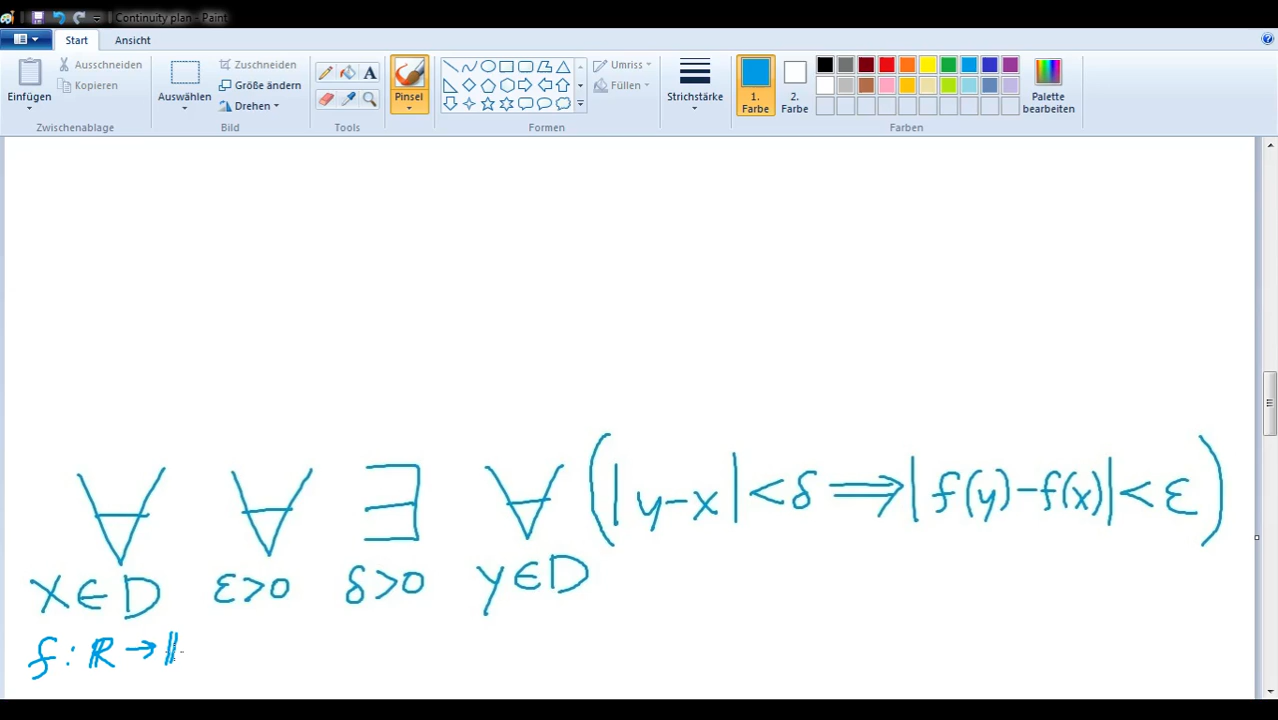 Continuity plan - Paint
Start Ansicht
Einfügen
Ausschneiden
Kopieren
Zwischenablage
Auswählen
Zuschneiden
Größe ändern
Drehen
Bild
A
Tools
Pinsel
Umriss
Füllen
Formen
Strichstärke
1. Farbe
2. Farbe
Palette bearbeiten
Farben
∀ ∀ ∃ ∀ (|y-x|<δ ⟹ |f(y)-f(x)|<ε)
x∈D ε>0 δ>0 y∈D
f: ℝ →